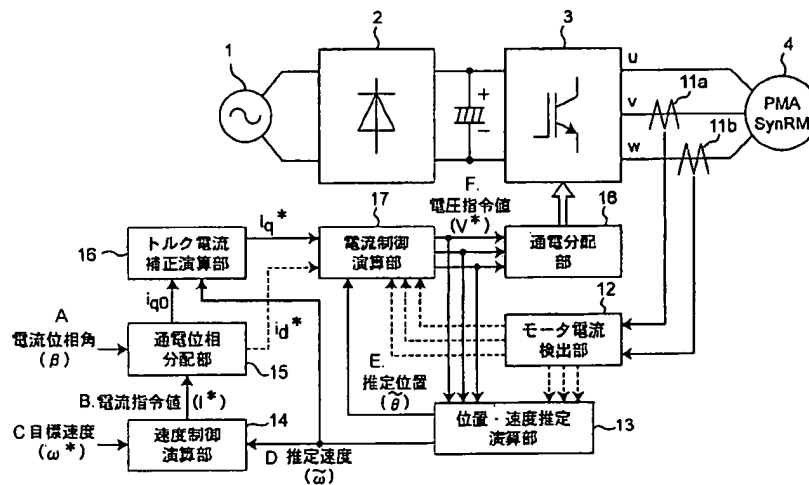 1
2
3
4
u
v
w
11a
11b
PMA
SynRM
+
−
F.
電圧指令値
(V*)
17
18
16
トルク電流
補正演算部
iq*
電流制御
演算部
通電分配
部
12
モータ電流
検出部
iq0
id*
A
電流位相角
(β)
通電位相
分配部
15
E.
推定位置
(θ̃)
B.電流指令値 (I*)
14
C 目標速度
(ω*)
速度制御
演算部
D 推定速度
(ω̃)
位置・速度推定
演算部
13